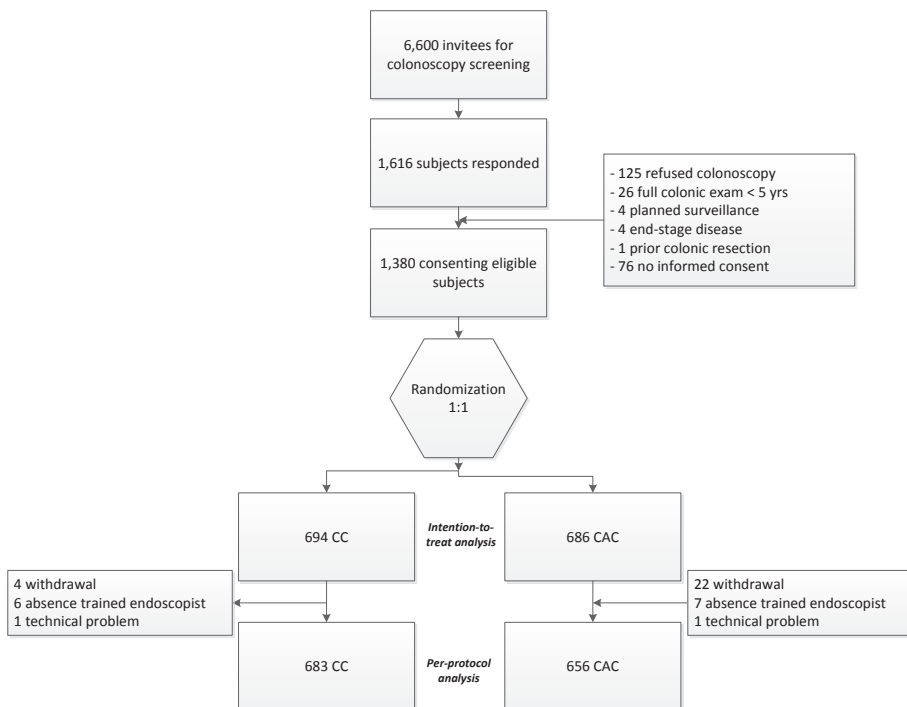 6,600 invitees for
colonoscopy screening
1,616 subjects responded
- 125 refused colonoscopy
- 26 full colonic exam < 5 yrs
- 4 planned surveillance
- 4 end-stage disease
- 1 prior colonic resection
- 76 no informed consent
1,380 consenting eligible
subjects
Randomization
1:1
694 CC
Intention-to-
treat analysis
686 CAC
4 withdrawal
6 absence trained endoscopist
1 technical problem
22 withdrawal
7 absence trained endoscopist
1 technical problem
683 CC
Per-protocol
analysis
656 CAC